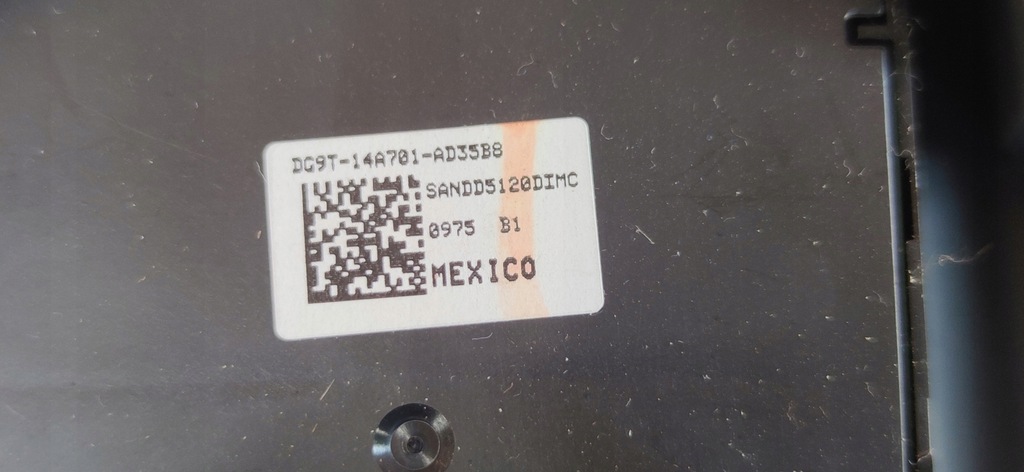 DG9T-14A701-AD35B8
SANDD5120DIMC
0975 B1
MEXICO